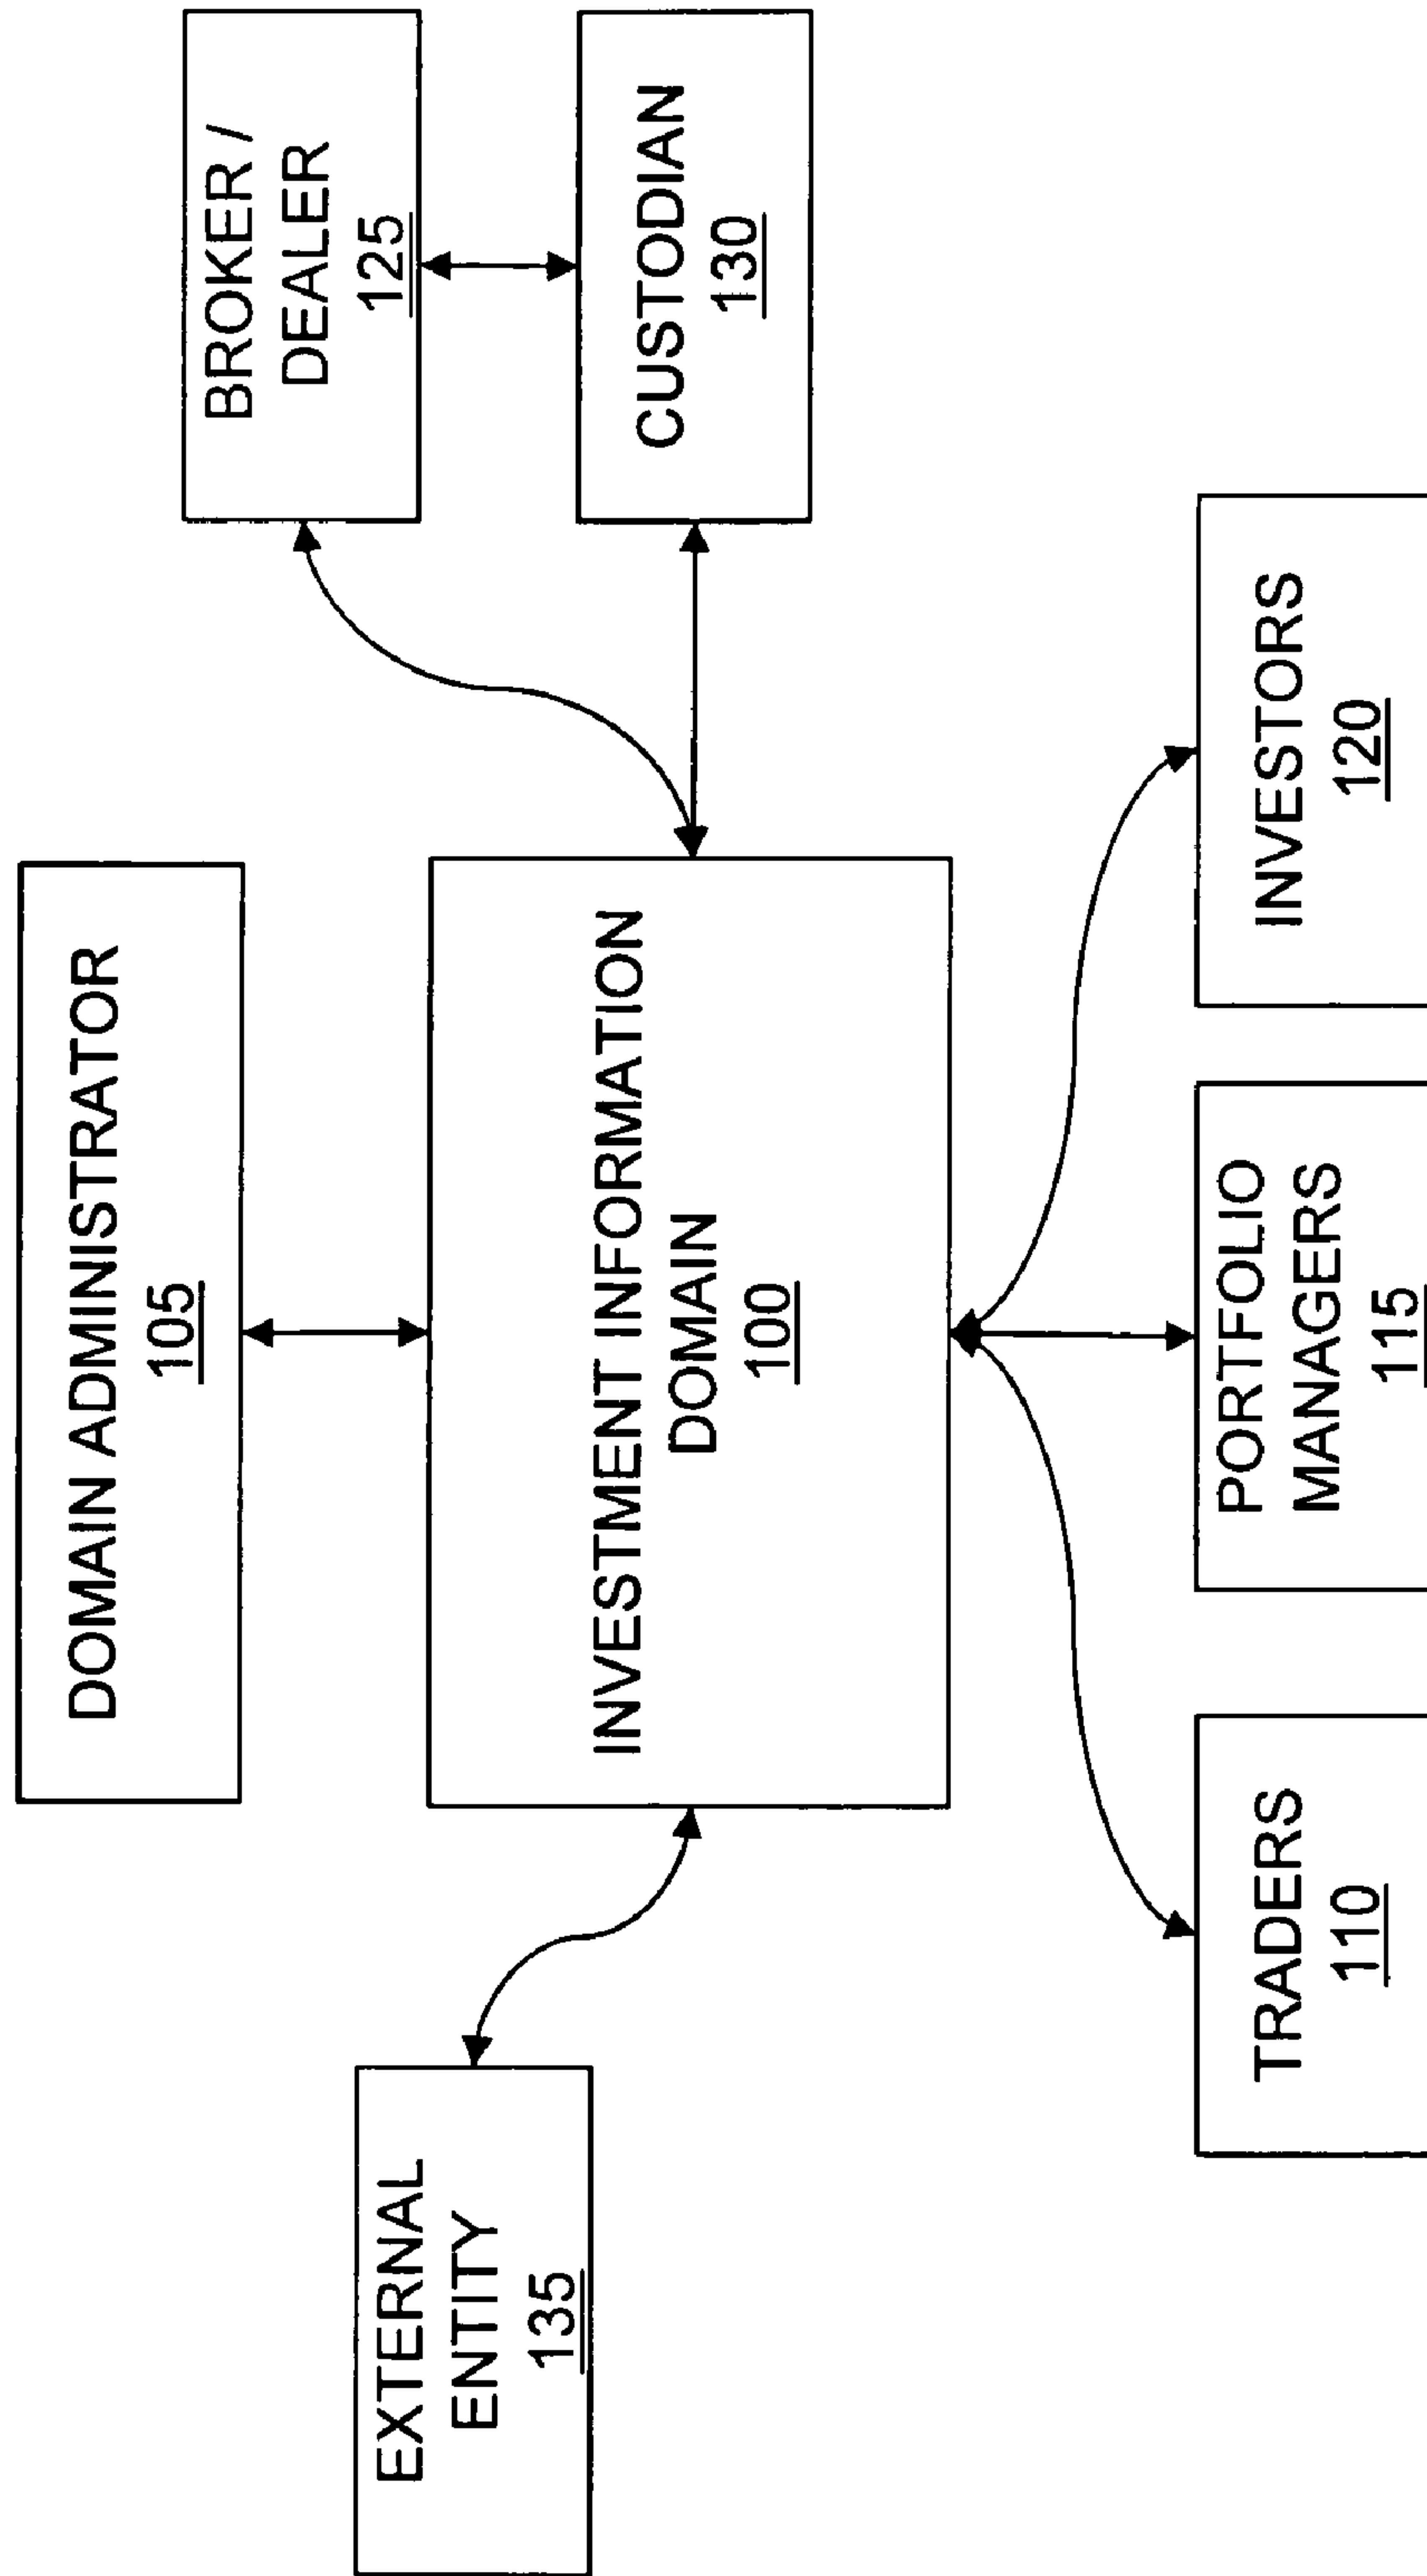 DOMAIN ADMINISTRATOR
105
BROKER /
DEALER
125
EXTERNAL
ENTITY
135
INVESTMENT INFORMATION
DOMAIN
100
CUSTODIAN
130
TRADERS
110
PORTFOLIO
MANAGERS
115
INVESTORS
120